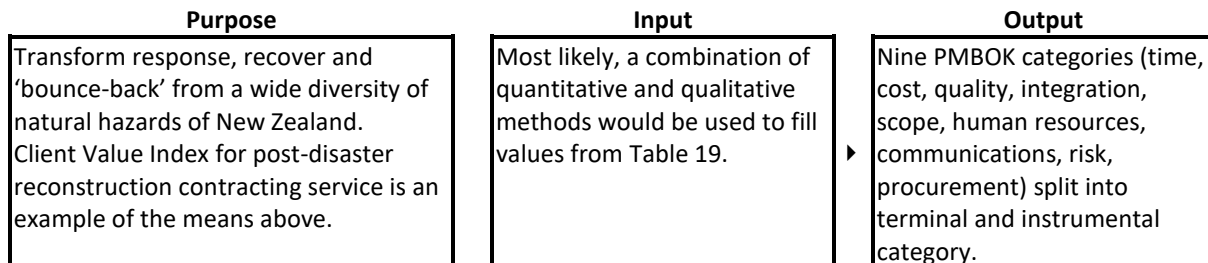 Purpose
Transform response, recover and
‘bounce-back’ from a wide diversity of
natural hazards of New Zealand.
Client Value Index for post-disaster
reconstruction contracting service is an
example of the means above.
Input
Most likely, a combination of
quantitative and qualitative
methods would be used to fill
values from Table 19.
Output
Nine PMBOK categories (time,
cost, quality, integration,
scope, human resources,
communications, risk,
procurement) split into
terminal and instrumental
category.